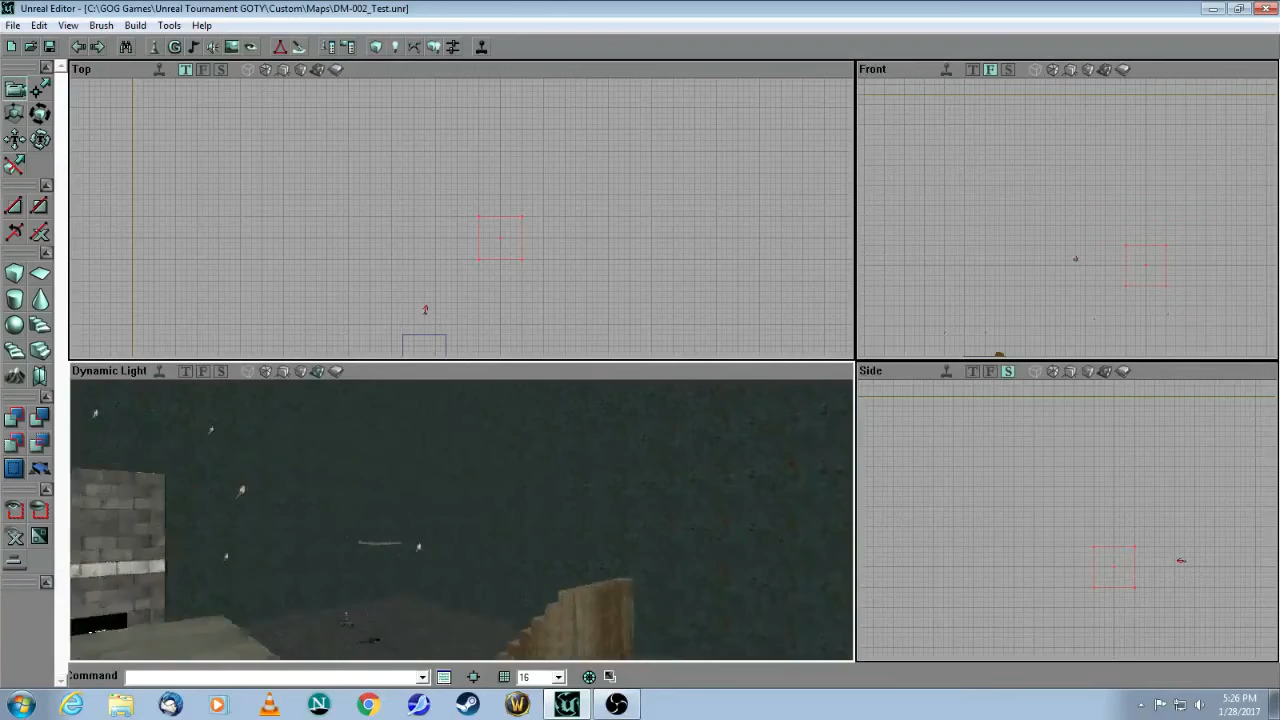 Unreal Editor - [C:\GOG Games\Unreal Tournament GOTY\Custom\Maps\DM-002_Test.unr]
File Edit View Brush Build Tools Help
Top T F S
Front T F S
Dynamic Light T F S
Side T F S
Command 16
5:26 PM
1/28/2017